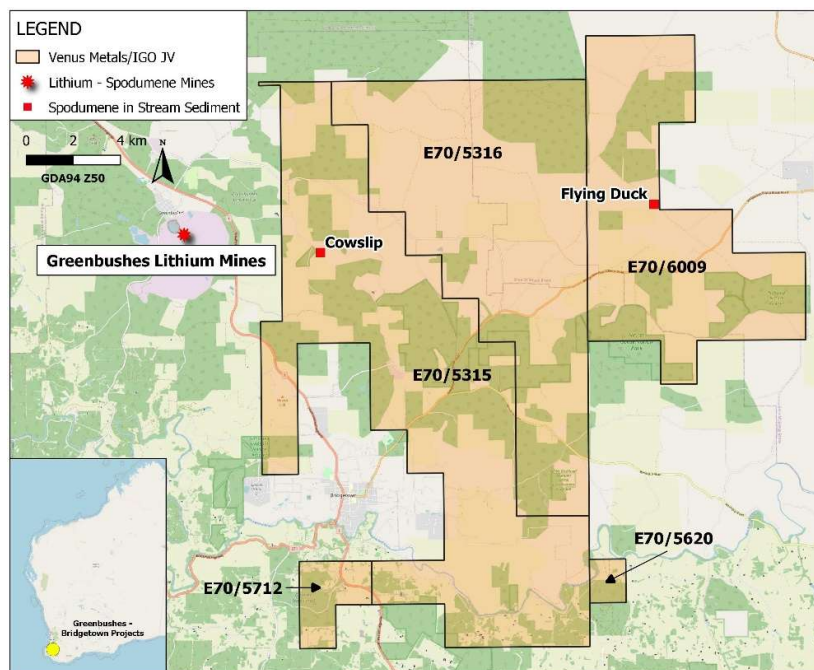 LEGEND
Venus Metals/IGO JV
Lithium - Spodumene Mines
Spodumene in Stream Sediment
0 2 4 km
N
GDA94 Z50
E70/5316
Flying Duck
Cowslip
Greenbushes Lithium Mines
E70/6009
E70/5315
E70/5620
E70/5712
Greenbushes -
Bridgetown Projects